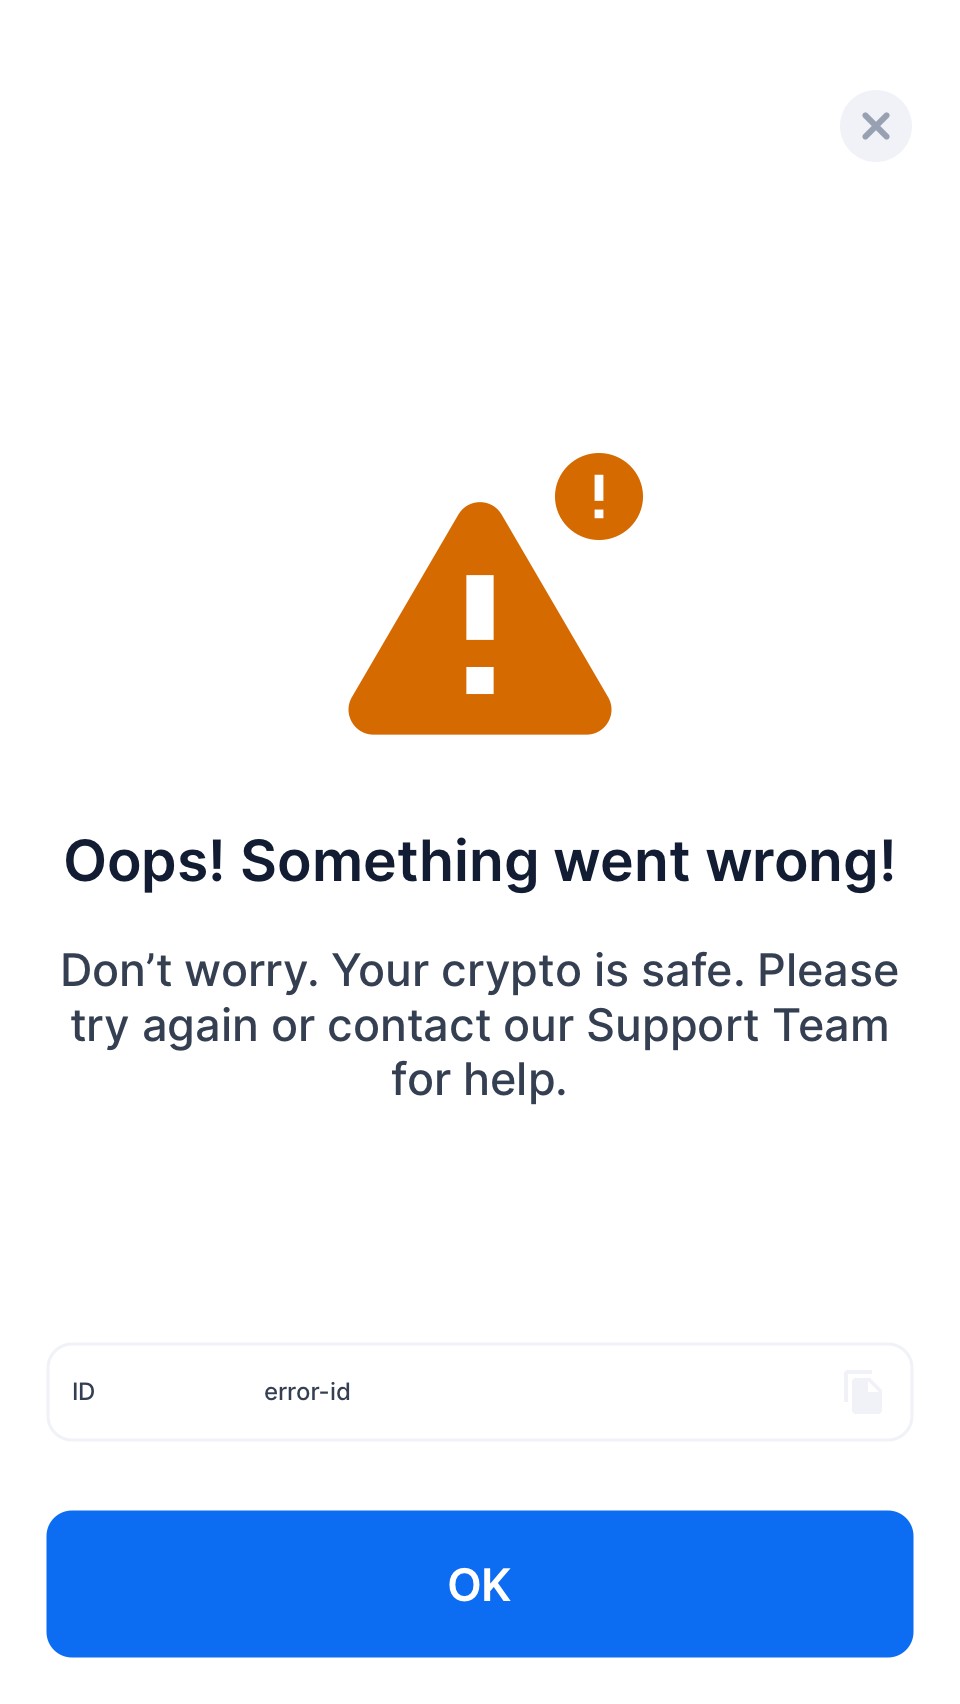 Oops! Something went wrong!
Don’t worry. Your crypto is safe. Please
try again or contact our Support Team
for help.
ID error-id
OK